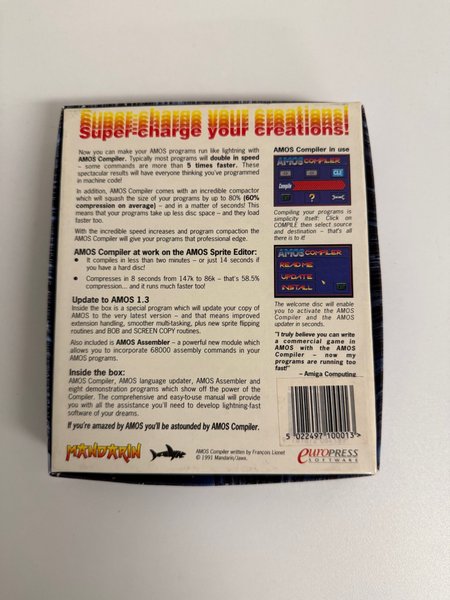 Super-charge your creations!
Super-charge your creations!
Now you can make your AMOS programs run like lightning with
AMOS Compiler. Typically most programs will double in speed
– some commands are more than 5 times faster. These
spectacular results will have everyone thinking you've programmed
in machine code!
In addition, AMOS Compiler comes with an incredible compactor
which will squash the size of your programs by up to 80% (60%
compression on average) – and in a matter of seconds! This
means that your programs take up less disc space – and they load
faster too.
With the incredible speed increases and program compaction the
AMOS Compiler will give your programs that professional edge.
AMOS Compiler at work on the AMOS Sprite Editor:
● It compiles in less than two minutes – or just 14 seconds if
you have a hard disc!
● Compresses in 8 seconds from 147k to 86k – that's 58.5%
compression... and it runs much faster too!
Update to AMOS 1.3
Inside the box is a special program which will update your copy of
AMOS to the very latest version – and that means improved
extension handling, smoother multi-tasking, plus new sprite flipping
routines and BOB and SCREEN COPY routines.
Also included is AMOS Assembler – a powerful new module which
allows you to incorporate 68000 assembly commands in your
AMOS programs.
Inside the box:
AMOS Compiler, AMOS language updater, AMOS Assembler and
eight demonstration programs which show off the power of the
Compiler. The comprehensive and easy-to-use manual will provide
you with all the assistance you'll need to develop lightning-fast
software of your dreams.
If you're amazed by AMOS you'll be astounded by AMOS Compiler.
AMOS Compiler in use
AMOS COMPILER
CLI
Compile
?
Compiling your programs is
simplicity itself: Click on
COMPILE then select source
and destination – that's all
there is to it!
AMOS COMPILER
README
UPDATE
INSTALL
The welcome disc will enable
you to activate the AMOS
Compiler and the AMOS
updater in seconds.
"I truly believe you can write
a commercial game in
AMOS with the AMOS
Compiler – now my
programs are running too
fast!"
– Amiga Computing
5 022497 100013 >
MANDARIN
AMOS Compiler written by François Lionet
© 1991 Mandarin/Jawx.
europress
SOFTWARE